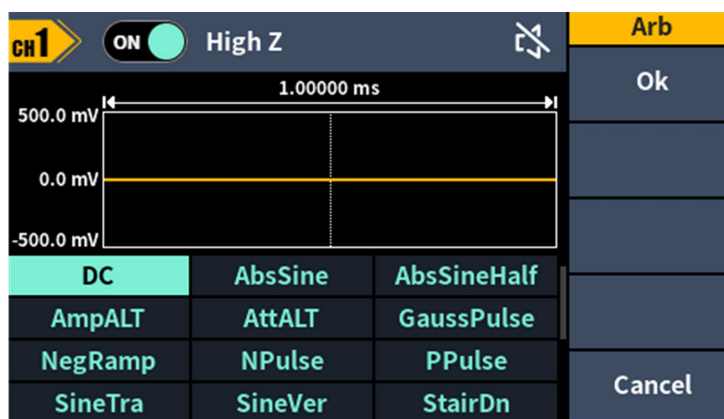 CH1 ON High Z
Arb
Ok
1.00000 ms
500.0 mV
0.0 mV
-500.0 mV
DC AbsSine AbsSineHalf
AmpALT AttALT GaussPulse
NegRamp NPulse PPulse
SineTra SineVer StairDn
Cancel